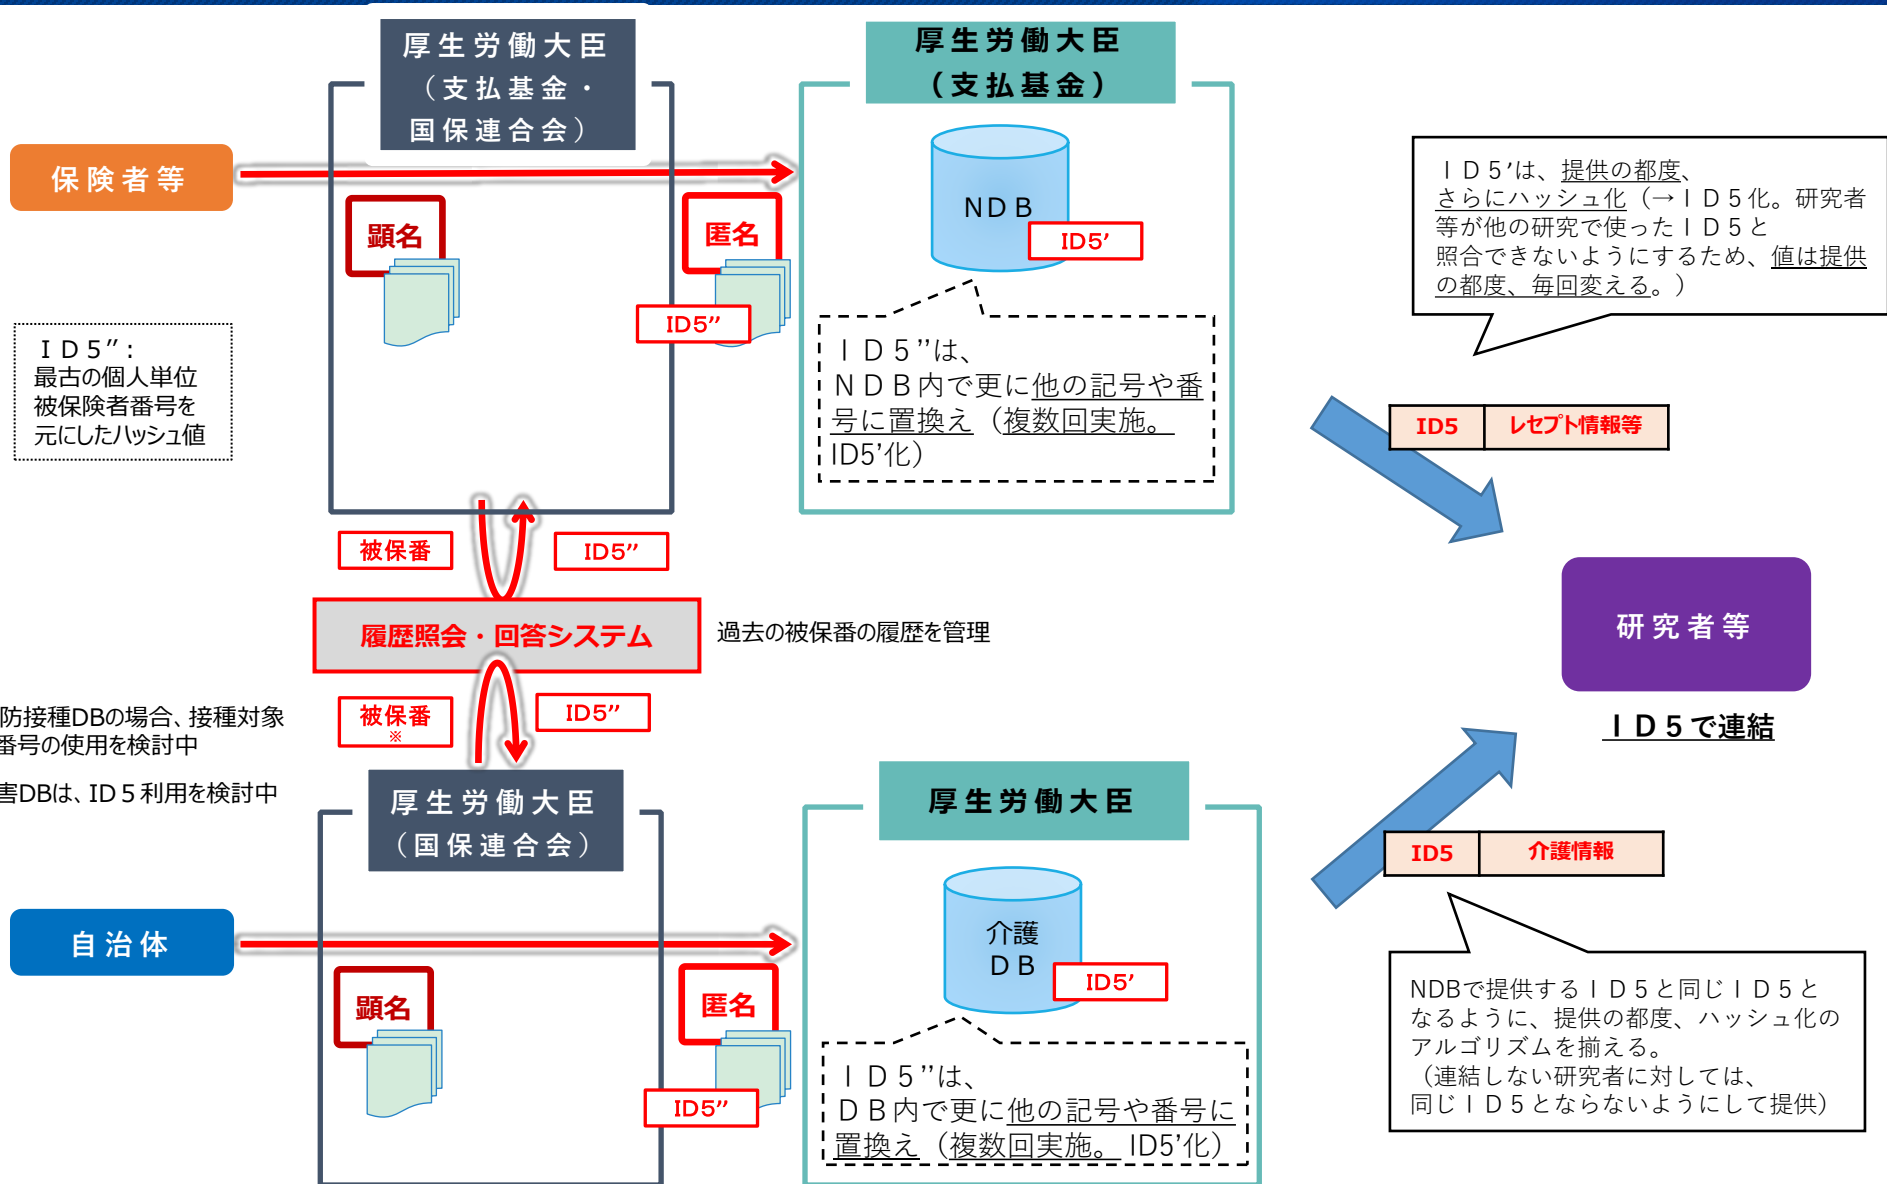 厚生労働大臣
（支払基金・
国保連合会）
厚生労働大臣
（支払基金）
保険者等
顕名
匿名
ID5’’
NDB
ID5’
ＩＤ５’’：
最古の個人単位
被保険者番号を
元にしたハッシュ値
ＩＤ５’’は、
ＮＤＢ内で更に他の記号や番
号に置換え（複数回実施。
ID5’化）
ＩＤ５’は、提供の都度、
さらにハッシュ化（→ＩＤ５化。研究者
等が他の研究で使ったＩＤ５と
照合できないようにするため、値は提供
の都度、毎回変える。）
ID5 レセプト情報等
被保番
ID5’’
履歴照会・回答システム
過去の被保番の履歴を管理
被保番
※
ID5’’
防接種DBの場合、接種対象
番号の使用を検討中
害DBは、ID５利用を検討中
研究者等
ＩＤ５で連結
厚生労働大臣
（国保連合会）
厚生労働大臣
自治体
顕名
匿名
ID5’’
介護
ＤＢ
ID5’
ＩＤ５’’は、
ＤＢ内で更に他の記号や番号に
置換え（複数回実施。ID5’化）
ID5 介護情報
NDBで提供するＩＤ５と同じＩＤ５と
なるように、提供の都度、ハッシュ化の
アルゴリズムを揃える。
（連結しない研究者に対しては、
同じＩＤ５とならないようにして提供）